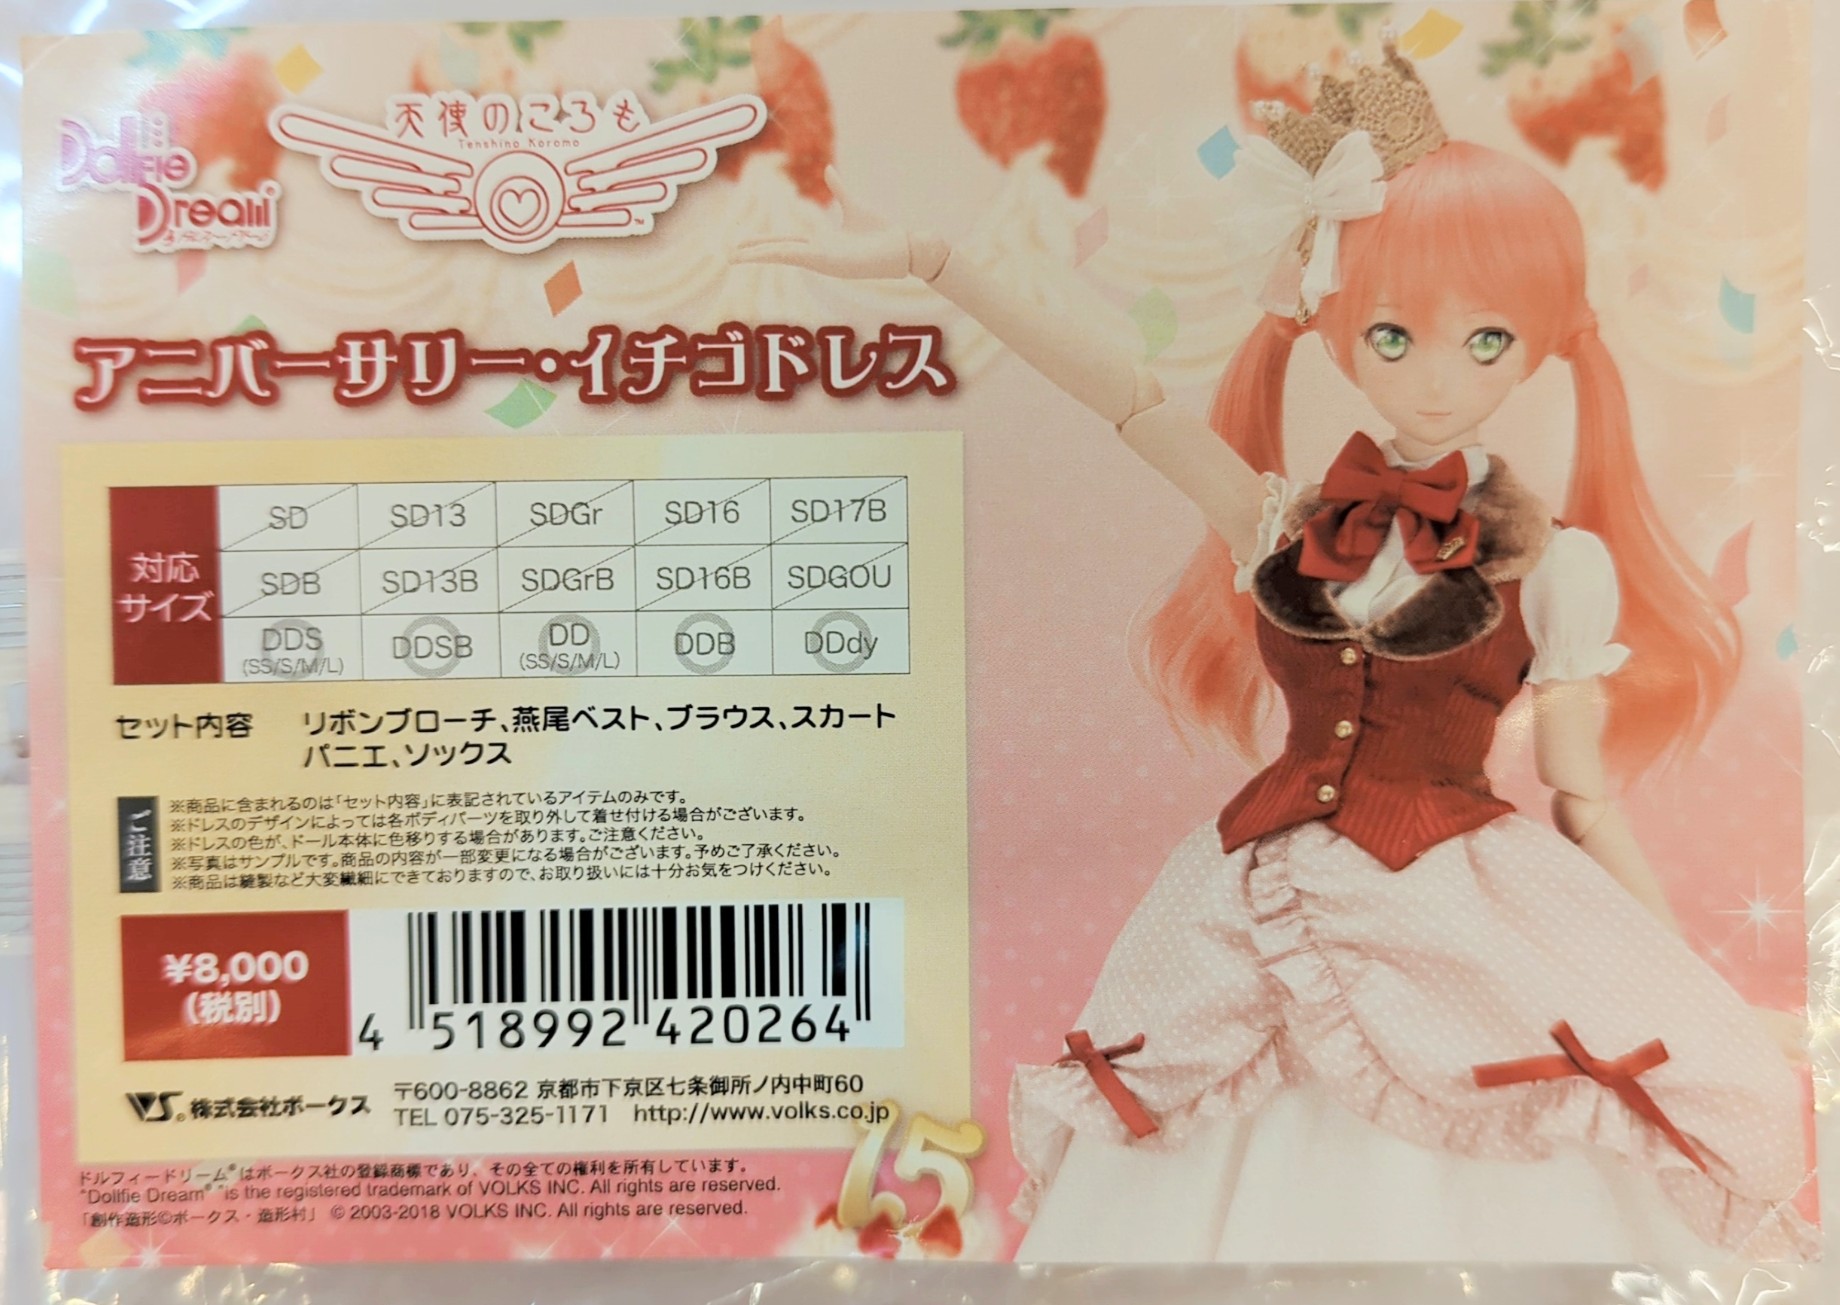 Dollfie
Dream
天使のころも
Tenshino Koromo
アニバーサリー・イチゴドレス
対応
サイズ
SD SD13 SDGr SD16 SD17B
SDB SD13B SDGrB SD16B SDGOU
DDS DDSB DD DDB DDdy
(SS/S/M/L) (SS/S/M/L)
セット内容 リボンブローチ、燕尾ベスト、ブラウス、スカート
パニエ、ソックス
ご注意
※商品に含まれるのは「セット内容」に表記されているアイテムのみです。
※ドレスのデザインによっては各ボディパーツを取り外して着せ付ける場合がございます。
※ドレスの色が、ドール本体に色移りする場合があります。ご注意ください。
※写真はサンプルです。商品の内容が一部変更になる場合がございます。予めご了承ください。
※商品は縫製など大変繊細にできておりますので、お取り扱いには十分お気をつけください。
¥8,000
(税別)
4 518992 420264
VS® 株式会社ボークス
〒600-8862 京都市下京区七条御所ノ内中町60
TEL 075-325-1171 http://www.volks.co.jp
15
ドルフィードリーム®はボークス社の登録商標であり、その全ての権利を所有しています。
"Dollfie Dream® "is the registered trademark of VOLKS INC. All rights are reserved.
「創作造形©ボークス・造形村」 © 2003-2018 VOLKS INC. All rights are reserved.